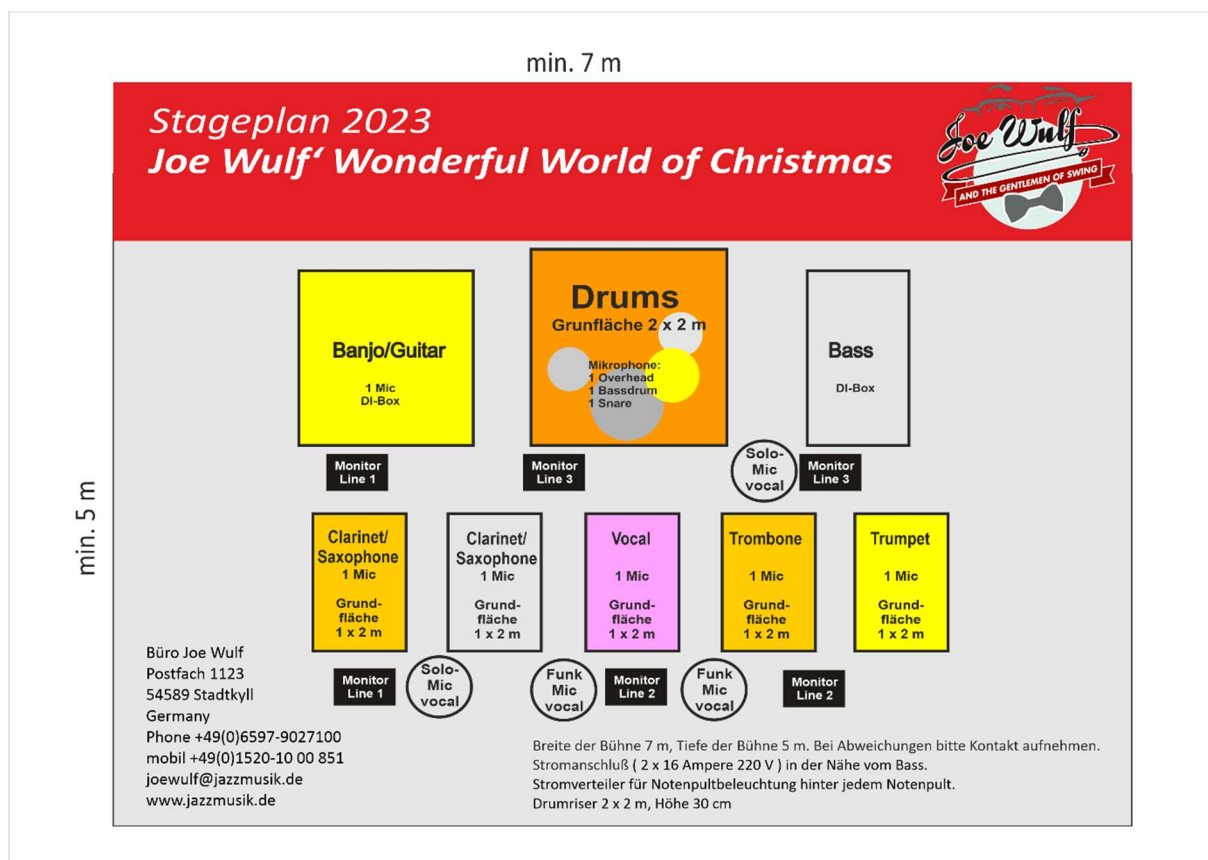 min. 7 m
Stageplan 2023
Joe Wulf‘ Wonderful World of Christmas
Joe Wulf
AND THE GENTLEMEN OF SWING
min. 5 m
Banjo/Guitar
1 Mic
DI-Box
Drums
Grunfläche 2 x 2 m
Mikrophone:
1 Overhead
1 Bassdrum
1 Snare
Bass
DI-Box
Monitor
Line 1
Monitor
Line 3
Solo-
Mic
vocal
Monitor
Line 3
Clarinet/
Saxophone
1 Mic
Grund-
fläche
1 x 2 m
Clarinet/
Saxophone
1 Mic
Grund-
fläche
1 x 2 m
Vocal
1 Mic
Grund-
fläche
1 x 2 m
Trombone
1 Mic
Grund-
fläche
1 x 2 m
Trumpet
1 Mic
Grund-
fläche
1 x 2 m
Monitor
Line 1
Solo-
Mic
vocal
Funk
Mic
vocal
Monitor
Line 2
Funk
Mic
vocal
Monitor
Line 2
Büro Joe Wulf
Postfach 1123
54589 Stadtkyll
Germany
Phone +49(0)6597-9027100
mobil +49(0)1520-10 00 851
joewulf@jazzmusik.de
www.jazzmusik.de
Breite der Bühne 7 m, Tiefe der Bühne 5 m. Bei Abweichungen bitte Kontakt aufnehmen.
Stromanschluß ( 2 x 16 Ampere 220 V ) in der Nähe vom Bass.
Stromverteiler für Notenpultbeleuchtung hinter jedem Notenpult.
Drumriser 2 x 2 m, Höhe 30 cm